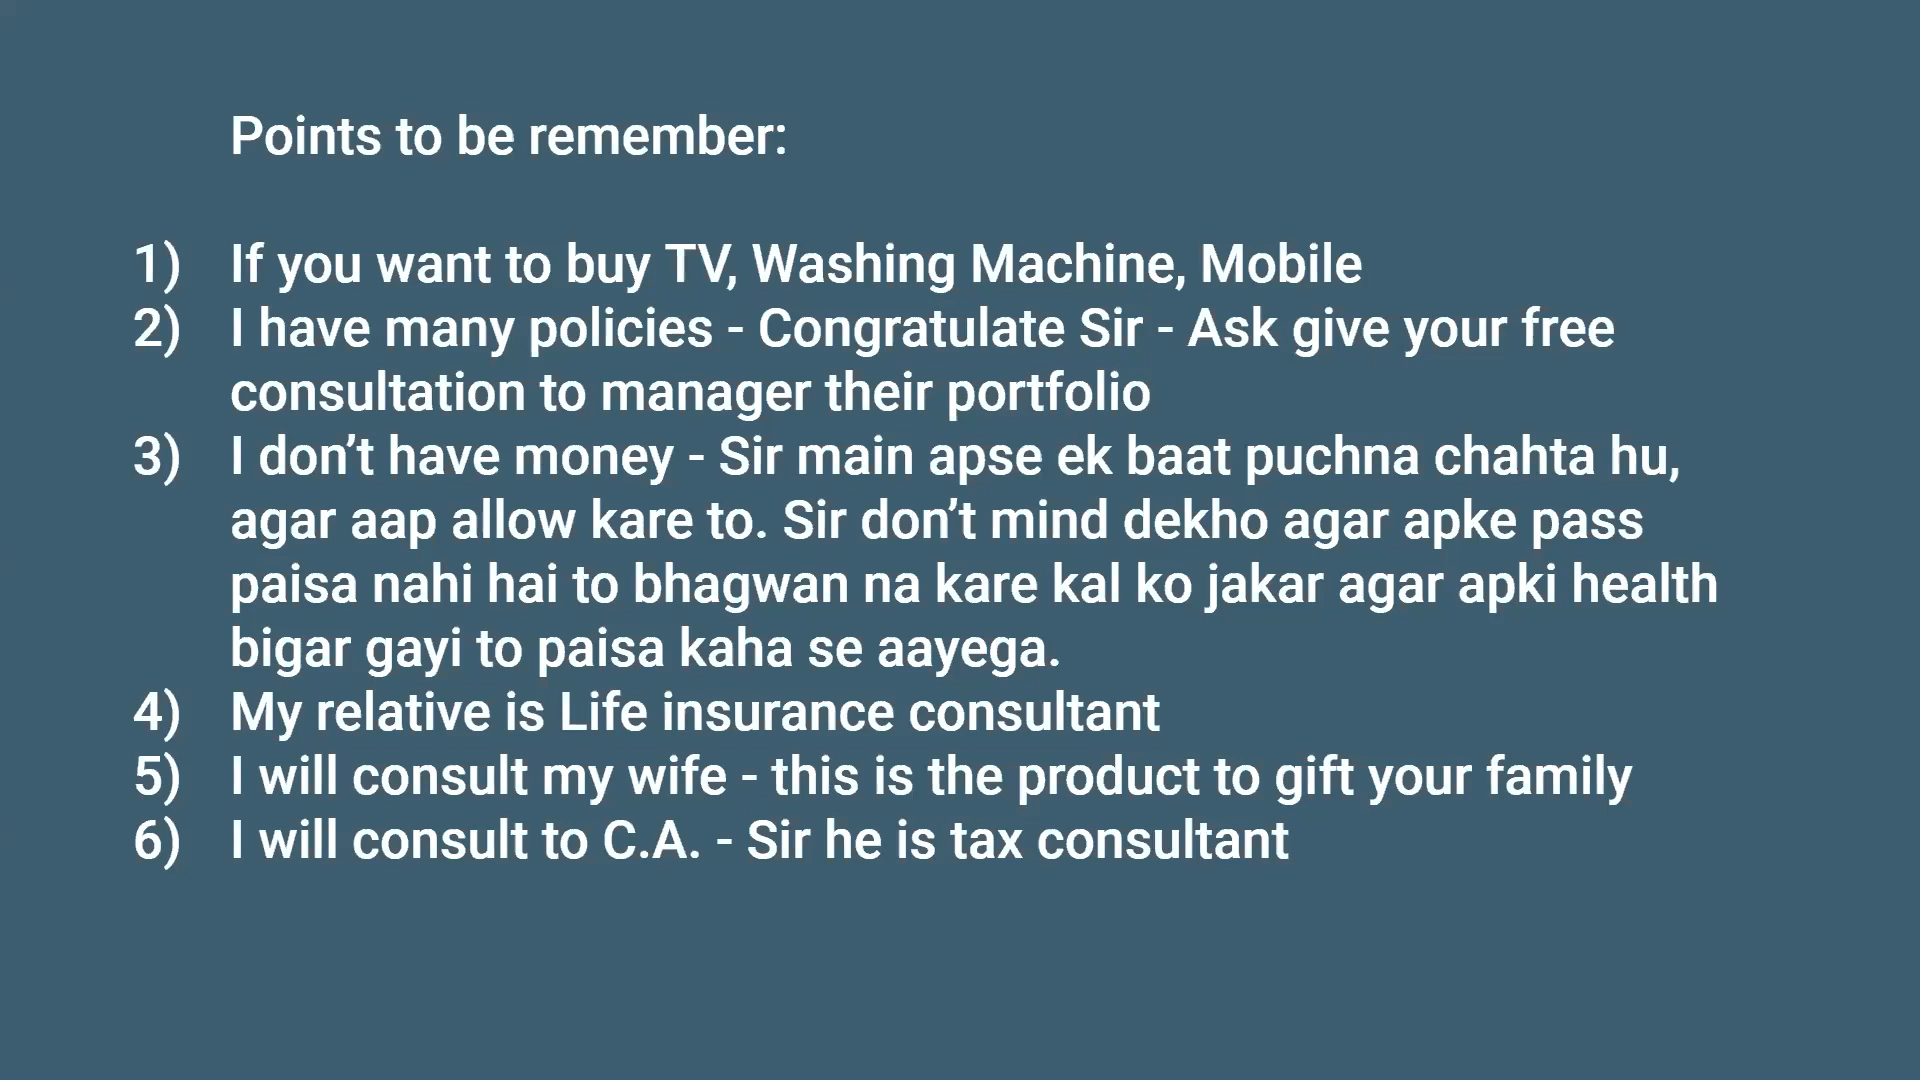 Points to be remember:
1) If you want to buy TV, Washing Machine, Mobile
2) I have many policies - Congratulate Sir - Ask give your free
consultation to manager their portfolio
3) I don’t have money - Sir main apse ek baat puchna chahta hu,
agar aap allow kare to. Sir don’t mind dekho agar apke pass
paisa nahi hai to bhagwan na kare kal ko jakar agar apki health
bigar gayi to paisa kaha se aayega.
4) My relative is Life insurance consultant
5) I will consult my wife - this is the product to gift your family
6) I will consult to C.A. - Sir he is tax consultant